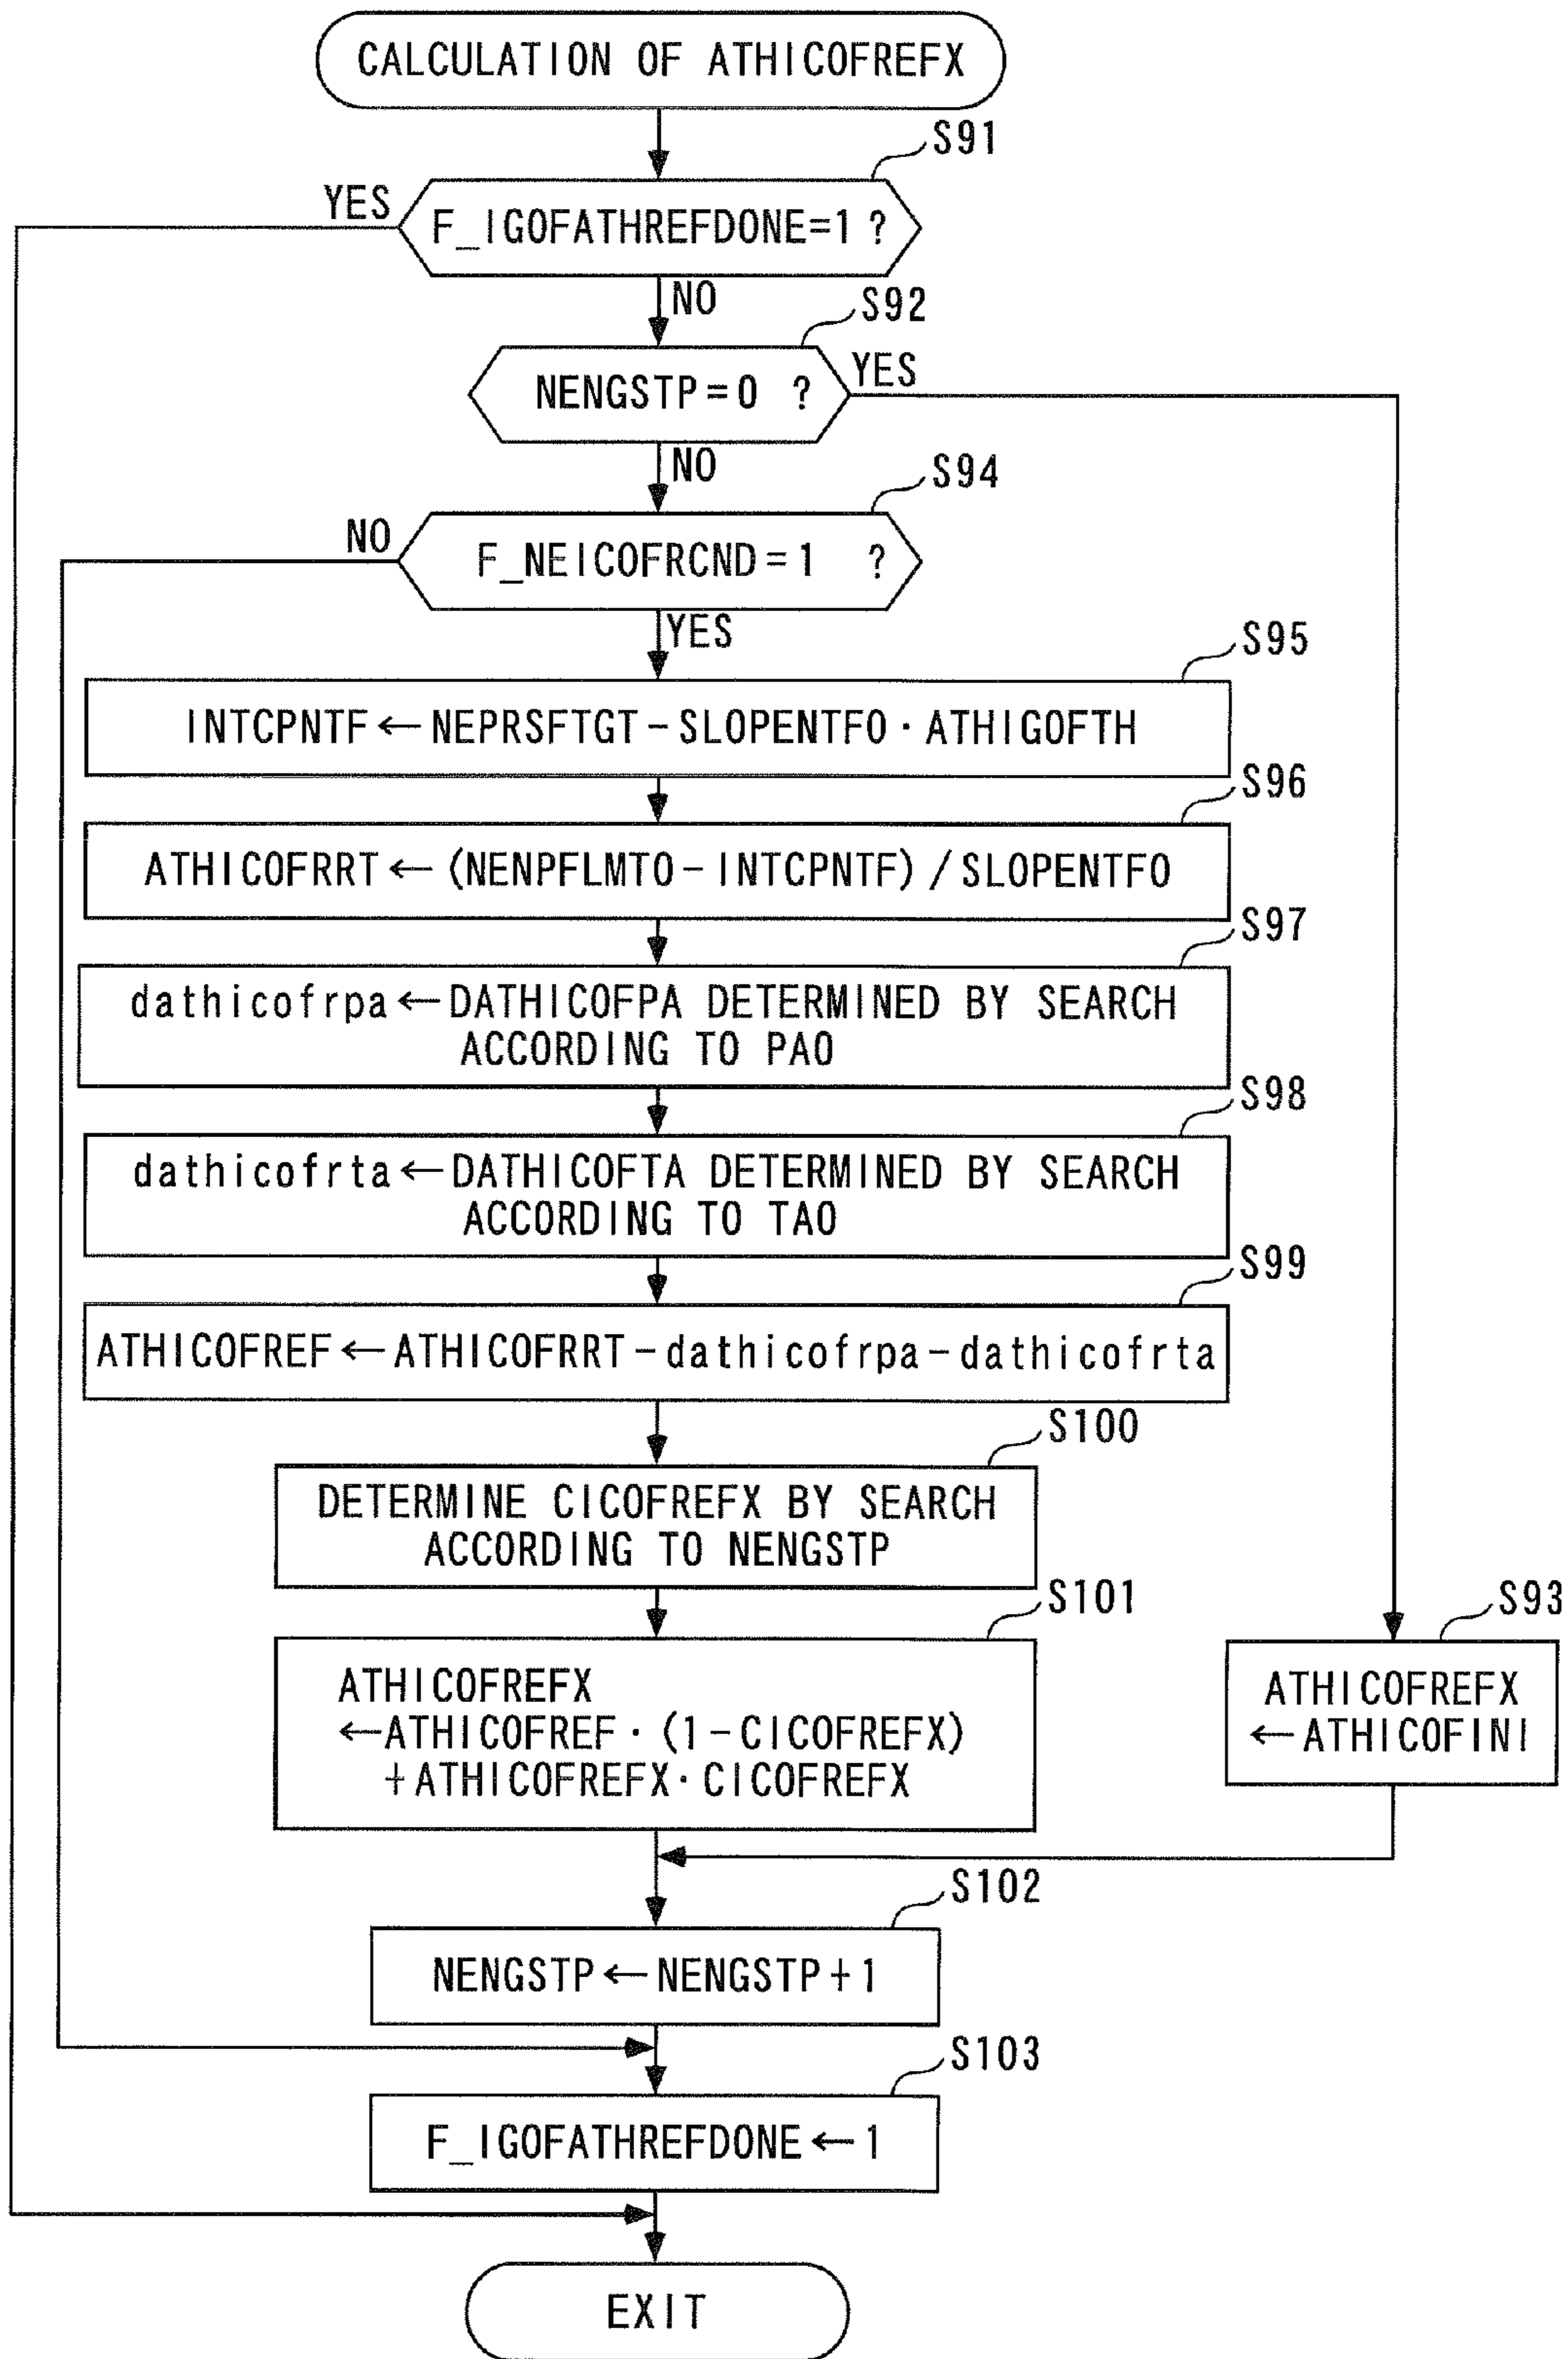 CALCULATION OF ATHICOFREFX
S91
YES
F_IGOFATHREFDONE=1 ?
NO
S92
NENGSTP=0 ?
YES
NO
S94
NO
F_NEICOFRCND=1 ?
YES
S95
INTCPNTF←NEPRSFTGT-SLOPENTF0·ATHIGOFTH
S96
ATHICOFRRT←(NENPFLMT0-INTCPNTF)/SLOPENTF0
S97
dathicofrpa←DATHICOFPA DETERMINED BY SEARCH
ACCORDING TO PA0
S98
dathicofrta←DATHICOFTA DETERMINED BY SEARCH
ACCORDING TO TA0
S99
ATHICOFREF←ATHICOFRRT-dathicofrpa-dathicofrta
S100
DETERMINE CICOFREFX BY SEARCH
ACCORDING TO NENGSTP
S101
ATHICOFREFX
←ATHICOFREF·(1-CICOFREFX)
+ATHICOFREFX·CICOFREFX
S93
ATHICOFREFX
←ATHICOFINI
S102
NENGSTP←NENGSTP+1
S103
F_IGOFATHREFDONE←1
EXIT